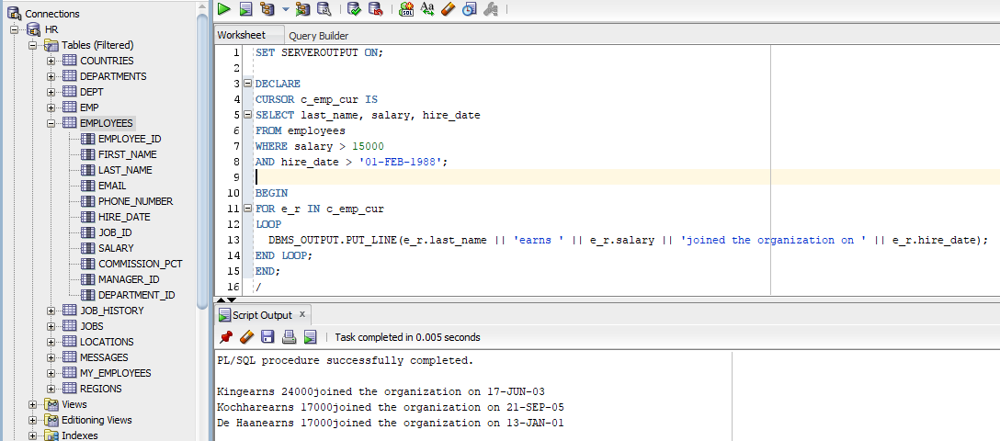 Connections
HR
Tables (Filtered)
COUNTRIES
DEPARTMENTS
DEPT
EMP
EMPLOYEES
EMPLOYEE_ID
FIRST_NAME
LAST_NAME
EMAIL
PHONE_NUMBER
HIRE_DATE
JOB_ID
SALARY
COMMISSION_PCT
MANAGER_ID
DEPARTMENT_ID
JOB_HISTORY
JOBS
LOCATIONS
MESSAGES
MY_EMPLOYEES
REGIONS
Views
Editioning Views
Indexes
Worksheet Query Builder
1 SET SERVEROUTPUT ON;
2
3 DECLARE
4 CURSOR c_emp_cur IS
5 SELECT last_name, salary, hire_date
6 FROM employees
7 WHERE salary > 15000
8 AND hire_date > '01-FEB-1988';
9
10 BEGIN
11 FOR e_r IN c_emp_cur
12 LOOP
13 DBMS_OUTPUT.PUT_LINE(e_r.last_name || 'earns ' || e_r.salary || 'joined the organization on ' || e_r.hire_date);
14 END LOOP;
15 END;
16 /
Script Output x
Task completed in 0.005 seconds
PL/SQL procedure successfully completed.
Kingearns 24000joined the organization on 17-JUN-03
Kochharearns 17000joined the organization on 21-SEP-05
De Haanearns 17000joined the organization on 13-JAN-01